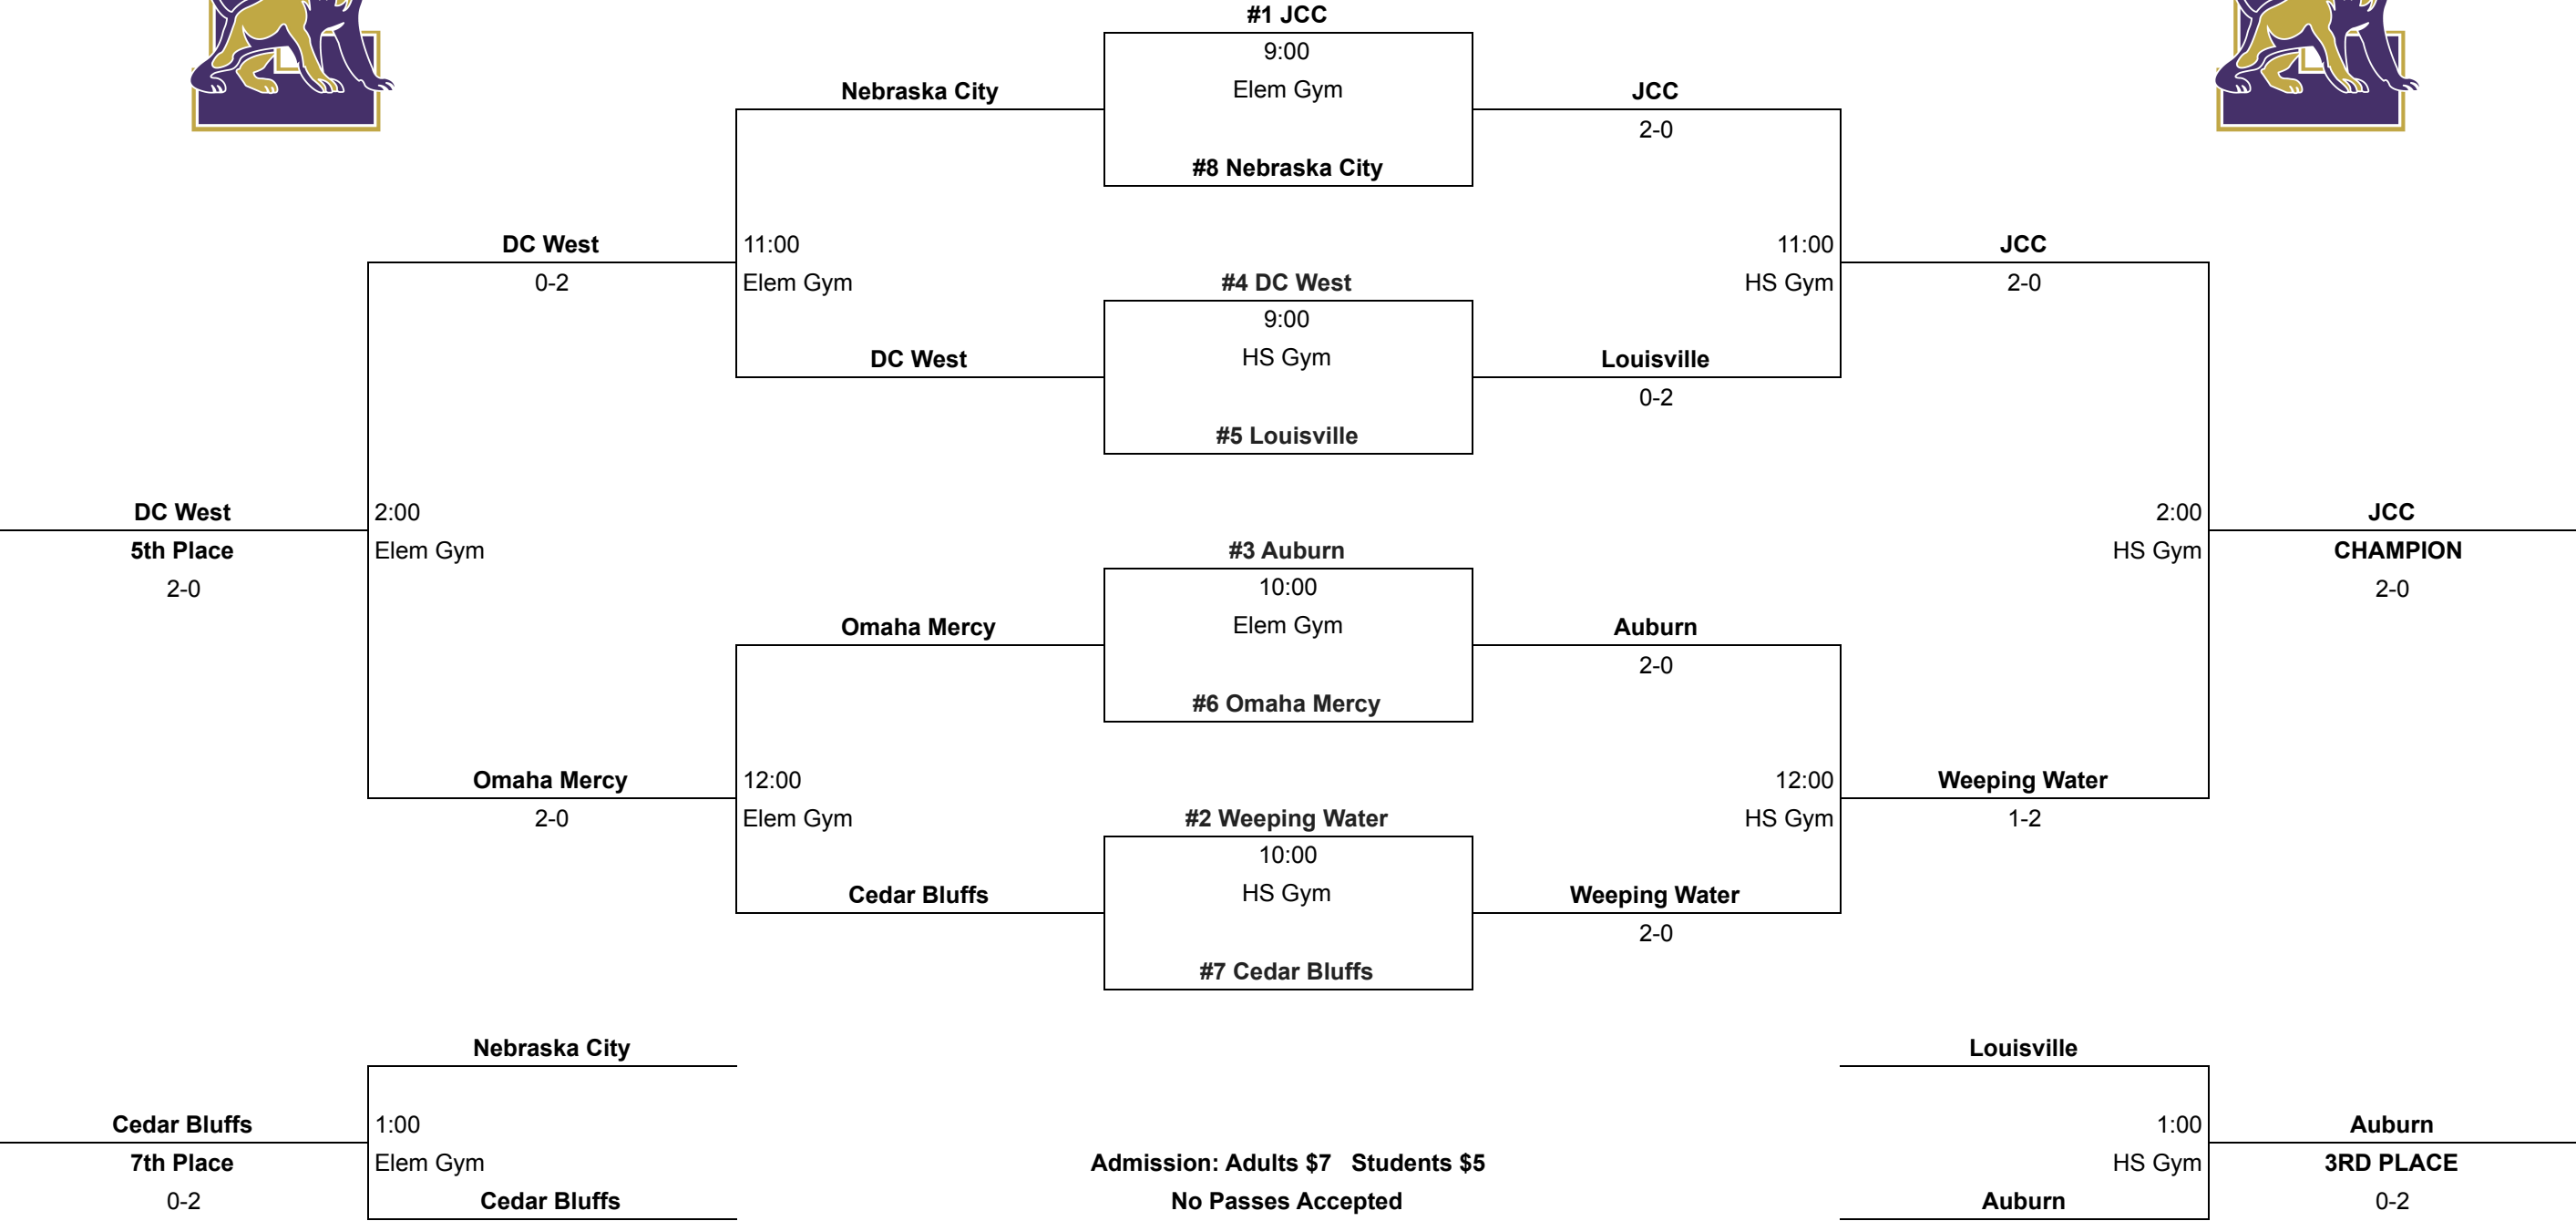 #1 JCC
9:00
Nebraska City
Elem Gym
JCC
2-0
#8 Nebraska City
DC West
11:00
11:00
JCC
0-2
Elem Gym
#4 DC West
HS Gym
2-0
9:00
DC West
HS Gym
Louisville
0-2
#5 Louisville
DC West
2:00
2:00
JCC
5th Place
Elem Gym
#3 Auburn
HS Gym
CHAMPION
2-0
10:00
2-0
Omaha Mercy
Elem Gym
Auburn
2-0
#6 Omaha Mercy
Omaha Mercy
12:00
12:00
Weeping Water
2-0
Elem Gym
#2 Weeping Water
HS Gym
1-2
10:00
Cedar Bluffs
HS Gym
Weeping Water
2-0
#7 Cedar Bluffs
Nebraska City
Louisville
Cedar Bluffs
1:00
1:00
Auburn
7th Place
Elem Gym
Admission: Adults $7 Students $5
HS Gym
3RD PLACE
0-2
Cedar Bluffs
No Passes Accepted
Auburn
0-2